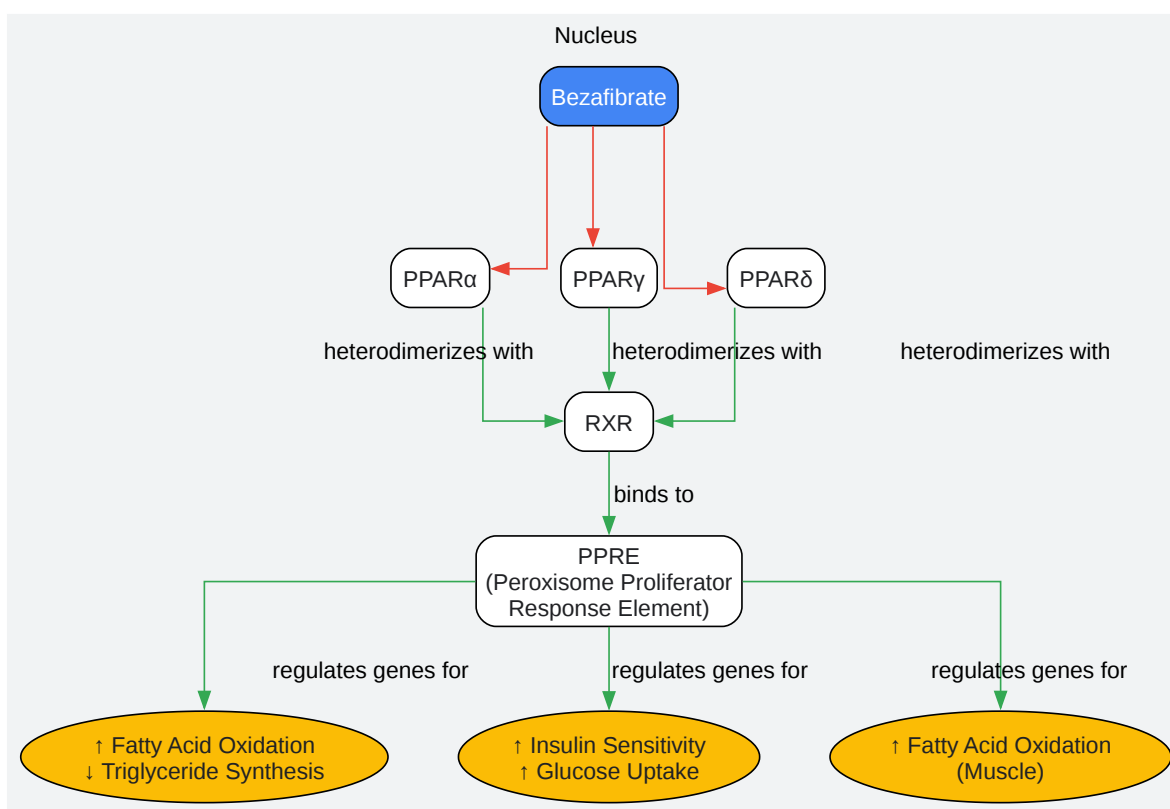 Nucleus
Bezafibrate
PPARα
PPARγ
PPARδ
heterodimerizes with
heterodimerizes with
heterodimerizes with
RXR
binds to
PPRE
(Peroxisome Proliferator
Response Element)
regulates genes for
regulates genes for
regulates genes for
↑ Fatty Acid Oxidation
↓ Triglyceride Synthesis
↑ Insulin Sensitivity
↑ Glucose Uptake
↑ Fatty Acid Oxidation
(Muscle)